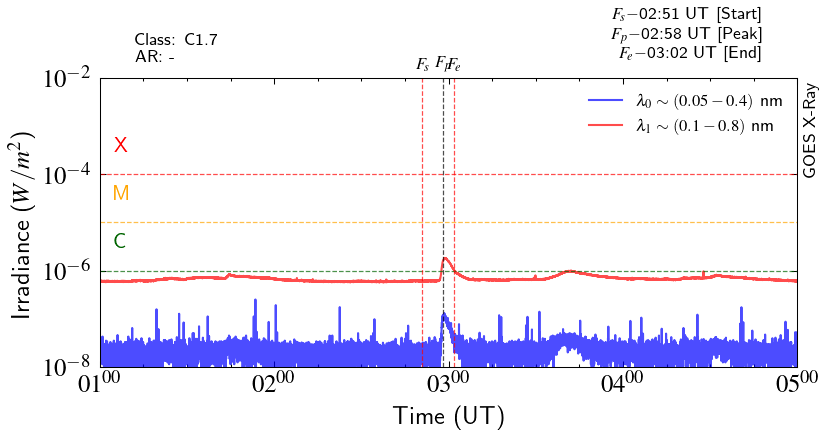 Class: C1.7
AR: -
Fₛ−02:51 UT [Start]
Fₚ−02:58 UT [Peak]
Fₑ−03:02 UT [End]
Fₛ Fₚ Fₑ
10⁻²
10⁻⁴
10⁻⁶
10⁻⁸
Irradiance (W/m²)
X
M
C
λ₀ ∼ (0.05 − 0.4) nm
λ₁ ∼ (0.1 − 0.8) nm
GOES X-Ray
01⁰⁰ 02⁰⁰ 03⁰⁰ 04⁰⁰ 05⁰⁰
Time (UT)